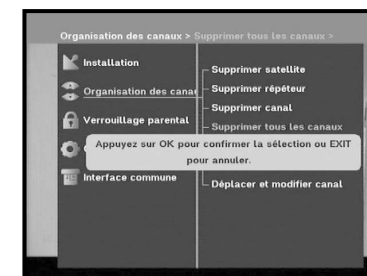 Organisation des canaux > Supprimer tous les canaux >
Installation
Organisation des cana
Verrouillage parental
Interface commune
Supprimer satellite
Supprimer répéteur
Supprimer canal
Supprimer tous les canaux
Appuyez sur OK pour confirmer la sélection ou EXIT
pour annuler.
Déplacer et modifier canal